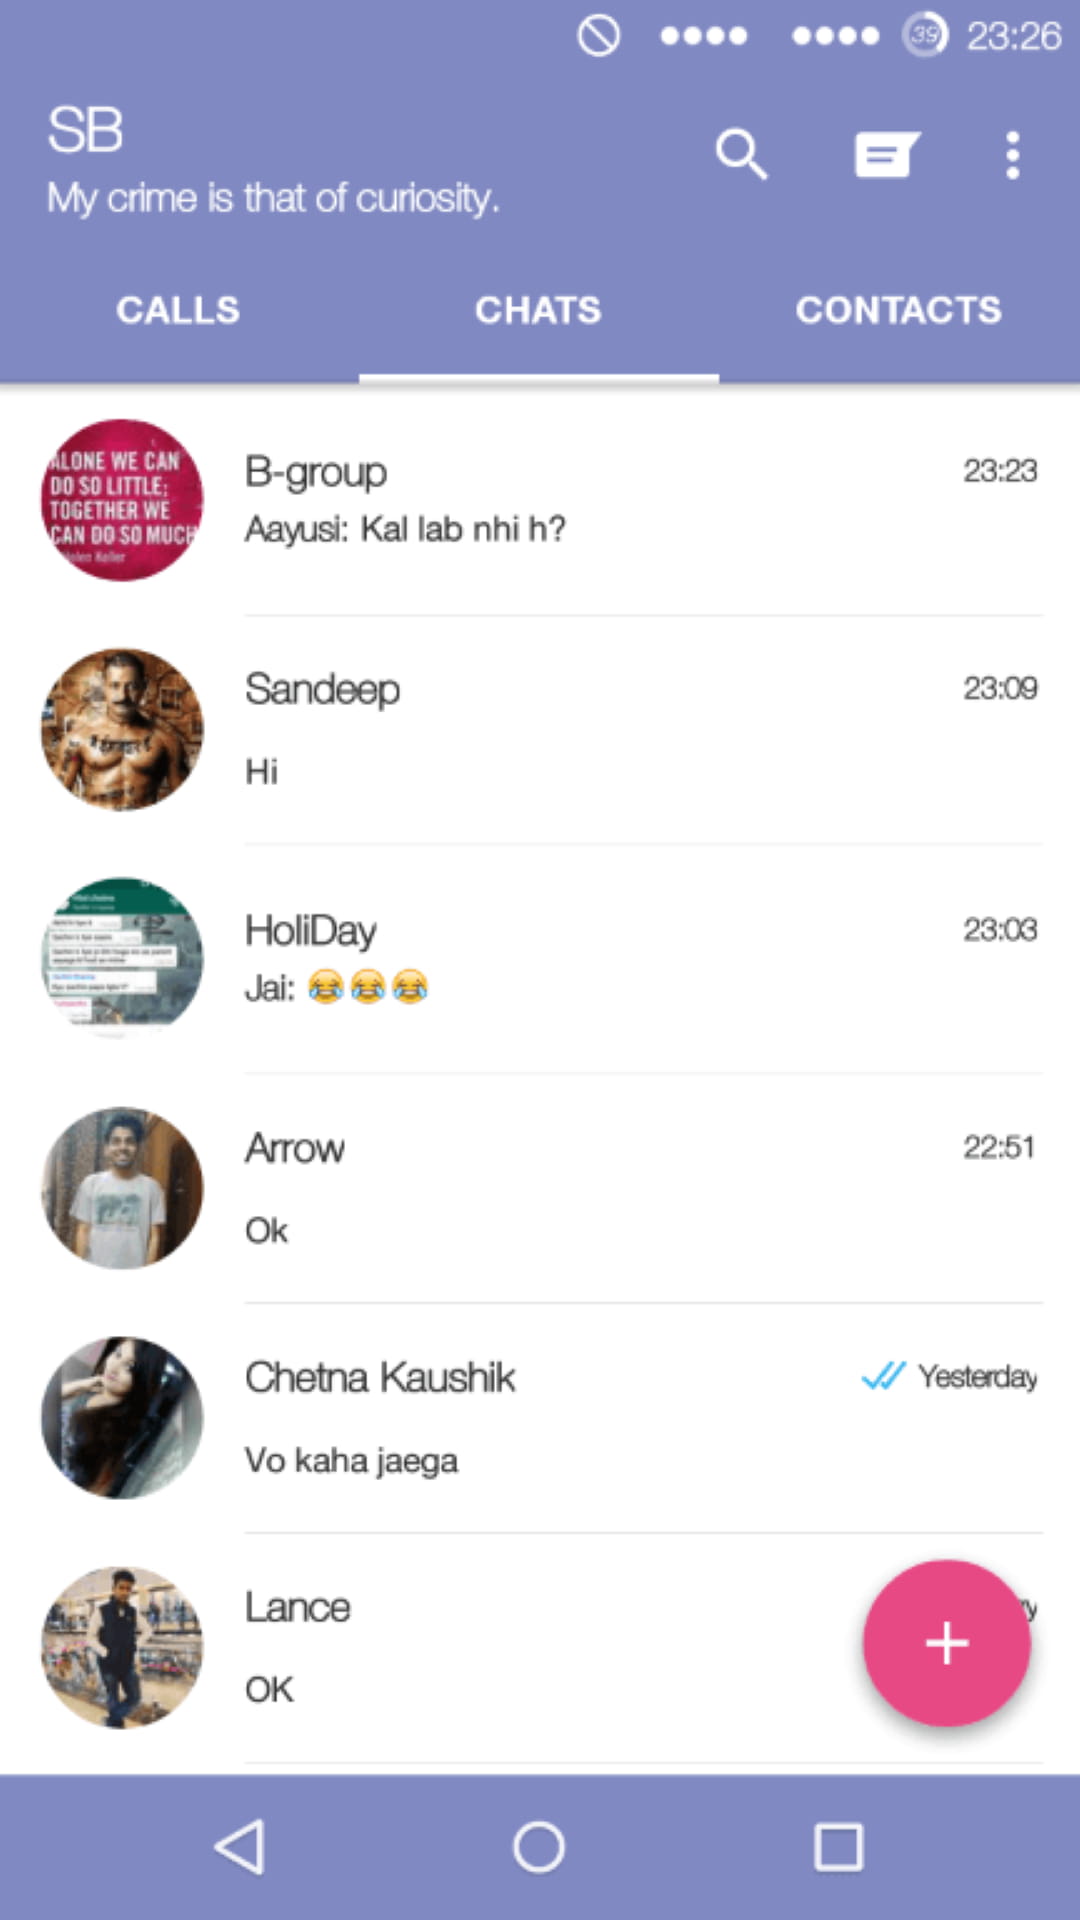 39 23:26
SB
My crime is that of curiosity.
CALLS CHATS CONTACTS
ALONE WE CAN
DO SO LITTLE;
TOGETHER WE
CAN DO SO MUCH
Helen Keller
B-group 23:23
Aayusi: Kal lab nhi h?
Sandeep 23:09
Hi
HoliDay 23:03
Jai: 😂😂😂
Arrow 22:51
Ok
Chetna Kaushik Yesterday
Vo kaha jaega
Lance
OK